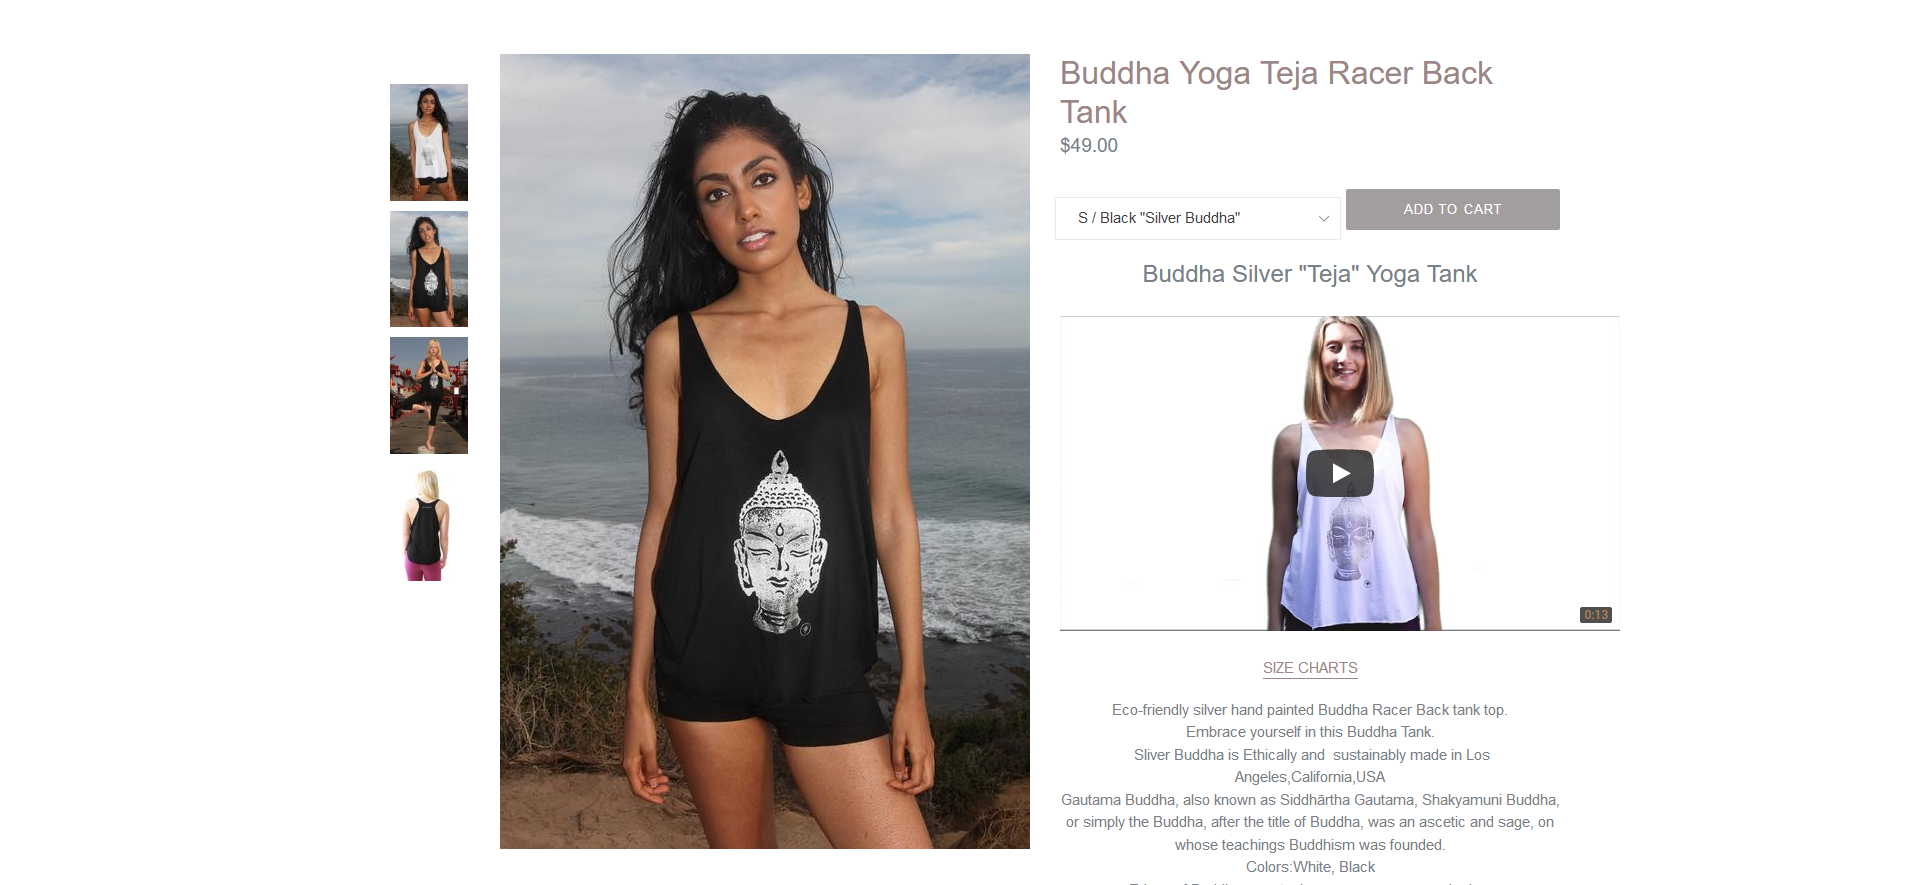 Buddha Yoga Teja Racer Back
Tank
$49.00
S / Black "Silver Buddha"
ADD TO CART
Buddha Silver "Teja" Yoga Tank
0:13
SIZE CHARTS
Eco-friendly silver hand painted Buddha Racer Back tank top.
Embrace yourself in this Buddha Tank.
Sliver Buddha is Ethically and  sustainably made in Los
Angeles,California,USA
Gautama Buddha, also known as Siddhārtha Gautama, Shakyamuni Buddha,
or simply the Buddha, after the title of Buddha, was an ascetic and sage, on
whose teachings Buddhism was founded.
Colors:White, Black